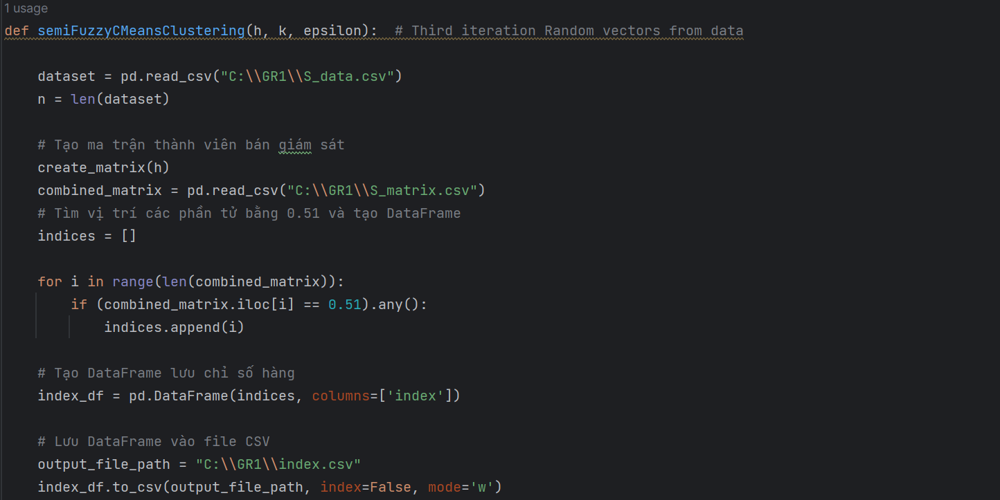 1 usage
def semiFuzzyCMeansClustering(h, k, epsilon):  # Third iteration Random vectors from data
dataset = pd.read_csv("C:\\GR1\\S_data.csv")
n = len(dataset)
# Tạo ma trận thành viên bán giám sát
create_matrix(h)
combined_matrix = pd.read_csv("C:\\GR1\\S_matrix.csv")
# Tìm vị trí các phần tử bằng 0.51 và tạo DataFrame
indices = []
for i in range(len(combined_matrix)):
if (combined_matrix.iloc[i] == 0.51).any():
indices.append(i)
# Tạo DataFrame lưu chỉ số hàng
index_df = pd.DataFrame(indices, columns=['index'])
# Lưu DataFrame vào file CSV
output_file_path = "C:\\GR1\\index.csv"
index_df.to_csv(output_file_path, index=False, mode='w')